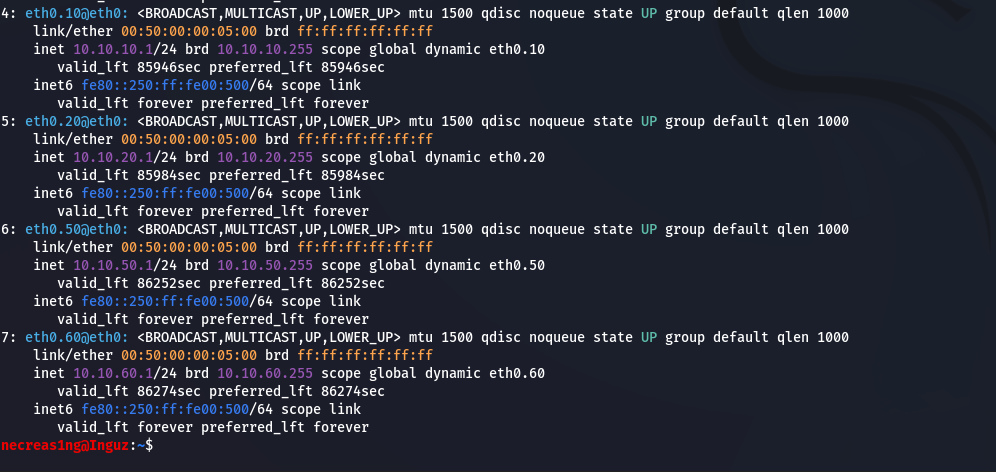 4: eth0.10@eth0: <BROADCAST,MULTICAST,UP,LOWER_UP> mtu 1500 qdisc noqueue state UP group default qlen 1000
    link/ether 00:50:00:00:05:00 brd ff:ff:ff:ff:ff:ff
    inet 10.10.10.1/24 brd 10.10.10.255 scope global dynamic eth0.10
       valid_lft 85946sec preferred_lft 85946sec
    inet6 fe80::250:ff:fe00:500/64 scope link
       valid_lft forever preferred_lft forever
5: eth0.20@eth0: <BROADCAST,MULTICAST,UP,LOWER_UP> mtu 1500 qdisc noqueue state UP group default qlen 1000
    link/ether 00:50:00:00:05:00 brd ff:ff:ff:ff:ff:ff
    inet 10.10.20.1/24 brd 10.10.20.255 scope global dynamic eth0.20
       valid_lft 85984sec preferred_lft 85984sec
    inet6 fe80::250:ff:fe00:500/64 scope link
       valid_lft forever preferred_lft forever
6: eth0.50@eth0: <BROADCAST,MULTICAST,UP,LOWER_UP> mtu 1500 qdisc noqueue state UP group default qlen 1000
    link/ether 00:50:00:00:05:00 brd ff:ff:ff:ff:ff:ff
    inet 10.10.50.1/24 brd 10.10.50.255 scope global dynamic eth0.50
       valid_lft 86252sec preferred_lft 86252sec
    inet6 fe80::250:ff:fe00:500/64 scope link
       valid_lft forever preferred_lft forever
7: eth0.60@eth0: <BROADCAST,MULTICAST,UP,LOWER_UP> mtu 1500 qdisc noqueue state UP group default qlen 1000
    link/ether 00:50:00:00:05:00 brd ff:ff:ff:ff:ff:ff
    inet 10.10.60.1/24 brd 10.10.60.255 scope global dynamic eth0.60
       valid_lft 86274sec preferred_lft 86274sec
    inet6 fe80::250:ff:fe00:500/64 scope link
       valid_lft forever preferred_lft forever
necreas1ng@Inguz:~$